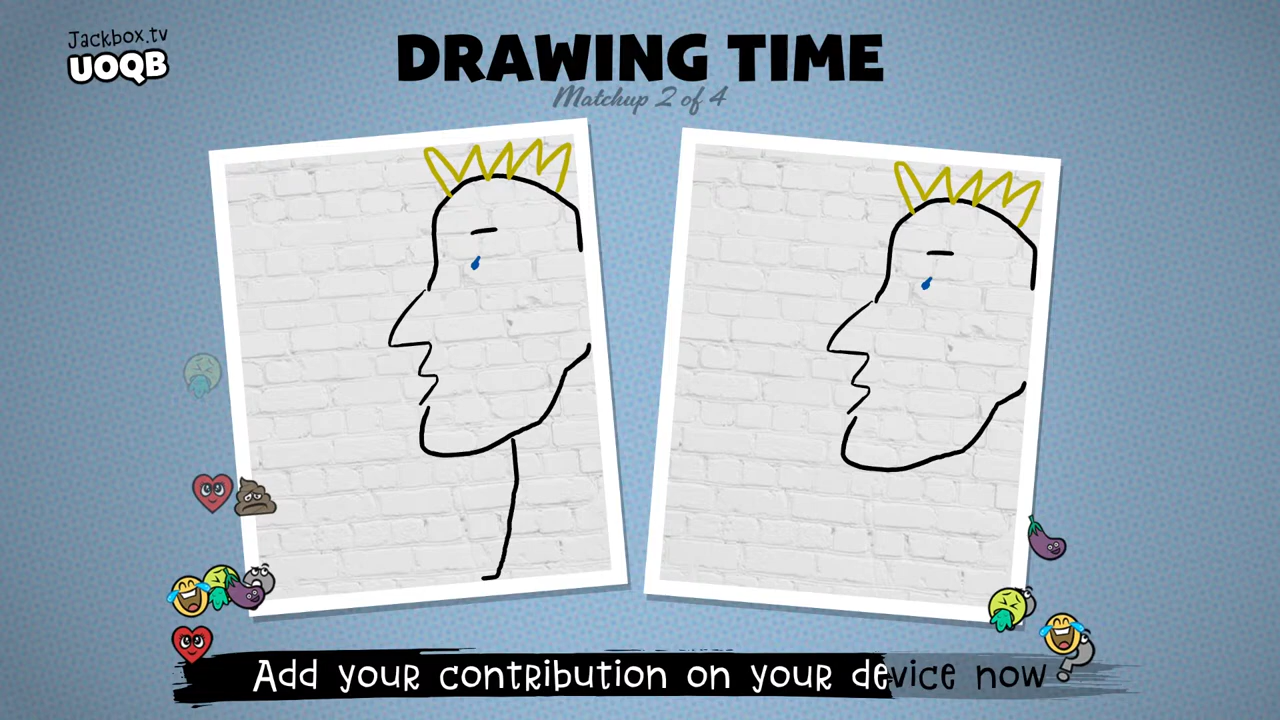 Jackbox.tv
UOQB
DRAWING TIME
Matchup 2 of 4
Add your contribution on your device now